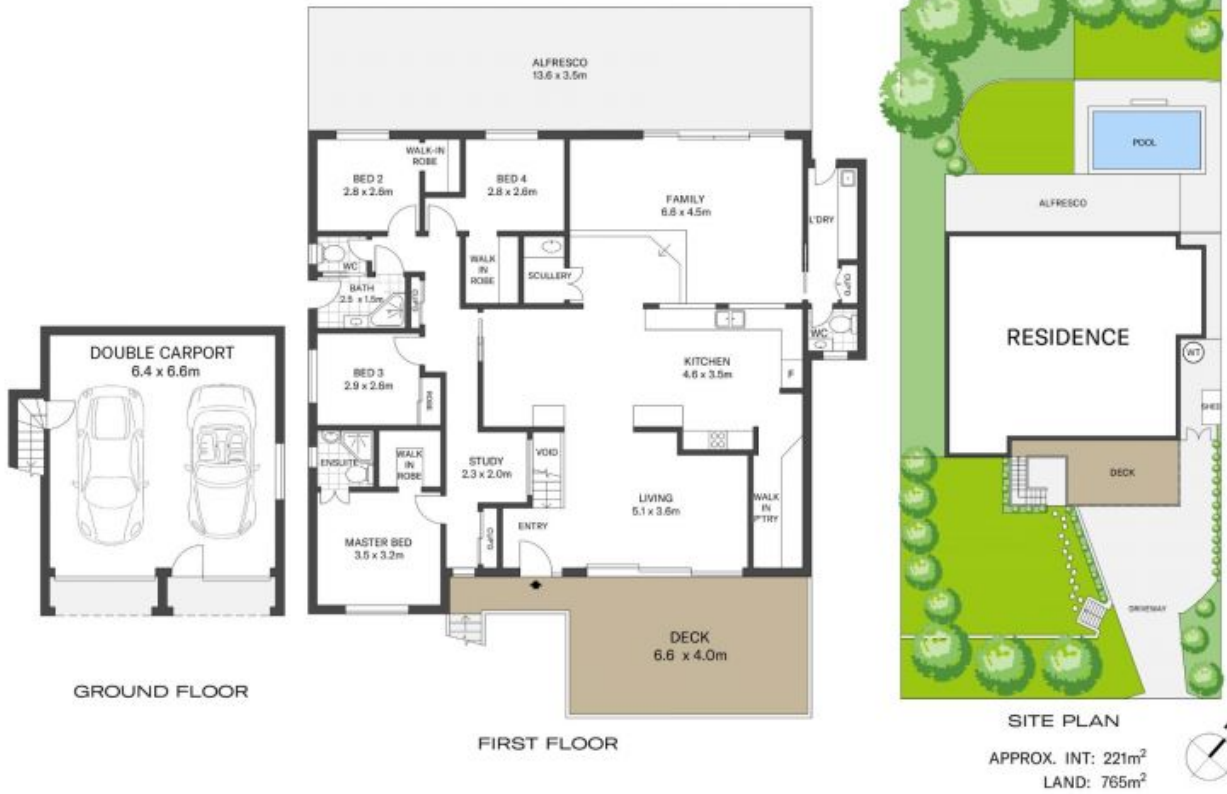 DOUBLE CARPORT
6.4 x 6.6m
GROUND FLOOR
ALFRESCO
13.6 x 3.5m
BED 2
2.8 x 2.6m
WALK-IN
ROBE
BED 4
2.8 x 2.6m
FAMILY
6.6 x 4.5m
L'DRY
WC
BATH
2.5 x 1.5m
CUP'D
WALK
IN
ROBE
SCULLERY
CUP'D
WC
BED 3
2.9 x 2.6m
ROBE
KITCHEN
4.6 x 3.5m
F
ENSUITE
WALK
IN
ROBE
STUDY
2.3 x 2.0m
VOID
LIVING
5.1 x 3.6m
WALK
IN
P'TRY
MASTER BED
3.5 x 3.2m
CUP'D
ENTRY
DECK
6.6 x 4.0m
FIRST FLOOR
POOL
ALFRESCO
RESIDENCE
WT
SHED
DECK
DRIVEWAY
SITE PLAN
APPROX. INT: 221m²
LAND: 765m²